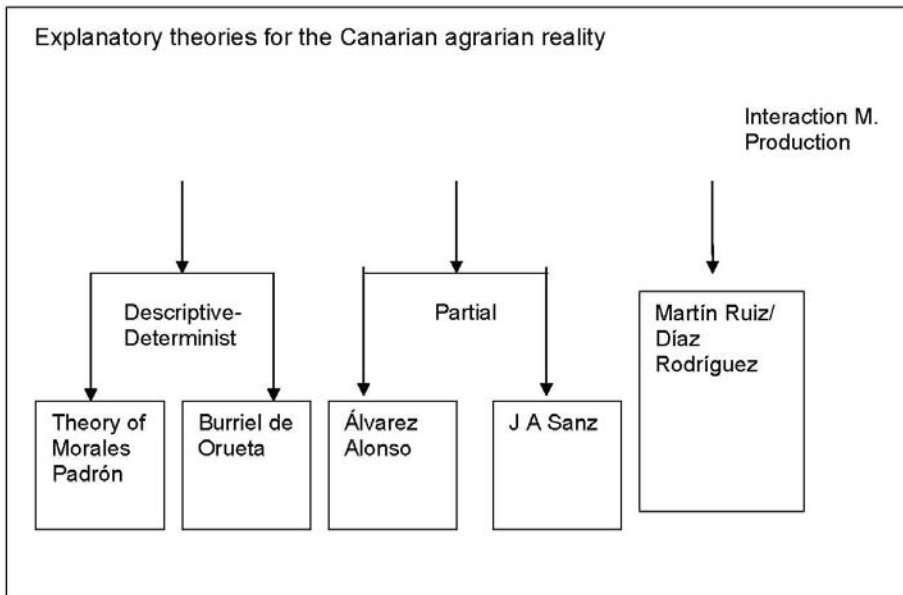 Explanatory theories for the Canarian agrarian reality
Interaction M.
Production
Descriptive-
Determinist
Partial
Theory of
Morales
Padrón
Burriel de
Orueta
Álvarez
Alonso
J A Sanz
Martín Ruiz/
Díaz
Rodríguez